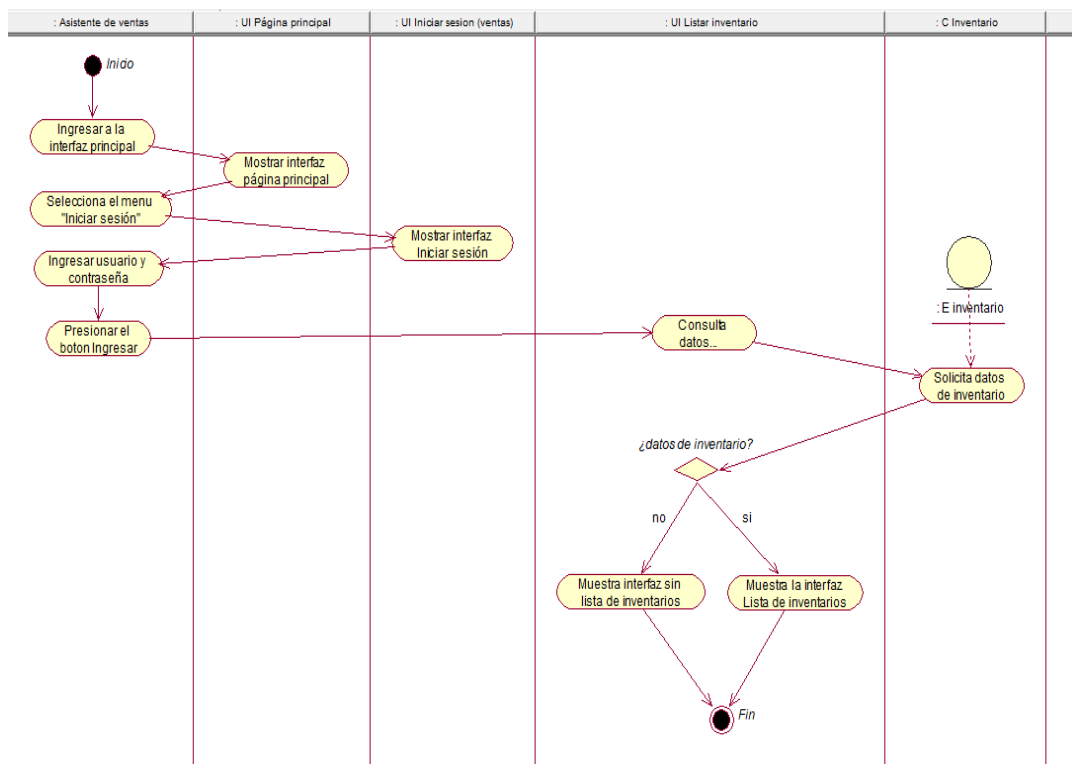 : Asistente de ventas
: UI Página principal
: UI Iniciar sesion (ventas)
: UI Listar inventario
: C Inventario
Inido
Ingresar a la
interfaz principal
Mostrar interfaz
página principal
Selecciona el menu
"Iniciar sesión"
Mostrar interfaz
Iniciar sesión
Ingresar usuario y
contraseña
: E inventario
Presionar el
boton Ingresar
Consulta
datos...
Solicita datos
de inventario
¿datos de inventario?
no
si
Muestra interfaz sin
lista de inventarios
Muestra la interfaz
Lista de inventarios
Fin